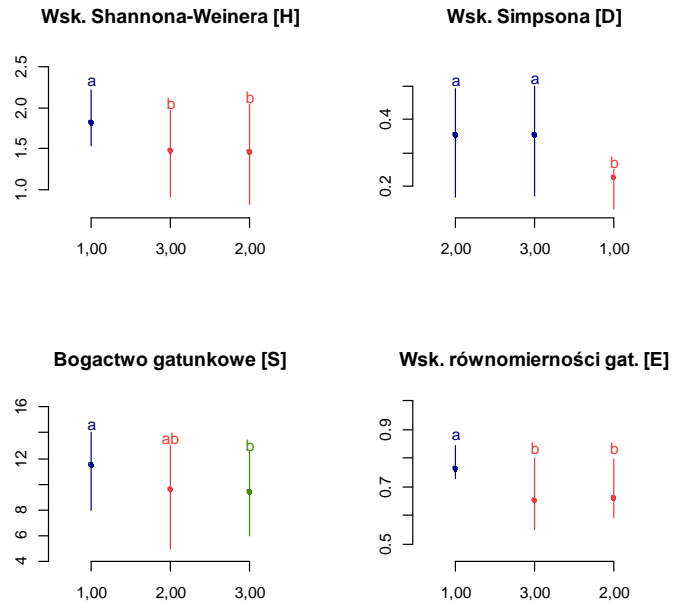 Wsk. Shannona-Weinera [H]
2.5
2.0
1.5
1.0
a
b
b
1,00
3,00
2,00
Wsk. Simpsona [D]
0.4
0.2
a
a
b
2,00
3,00
1,00
Bogactwo gatunkowe [S]
16
12
8
6
4
a
ab
b
1,00
2,00
3,00
Wsk. równomierności gat. [E]
0.9
0.7
0.5
a
b
b
1,00
3,00
2,00